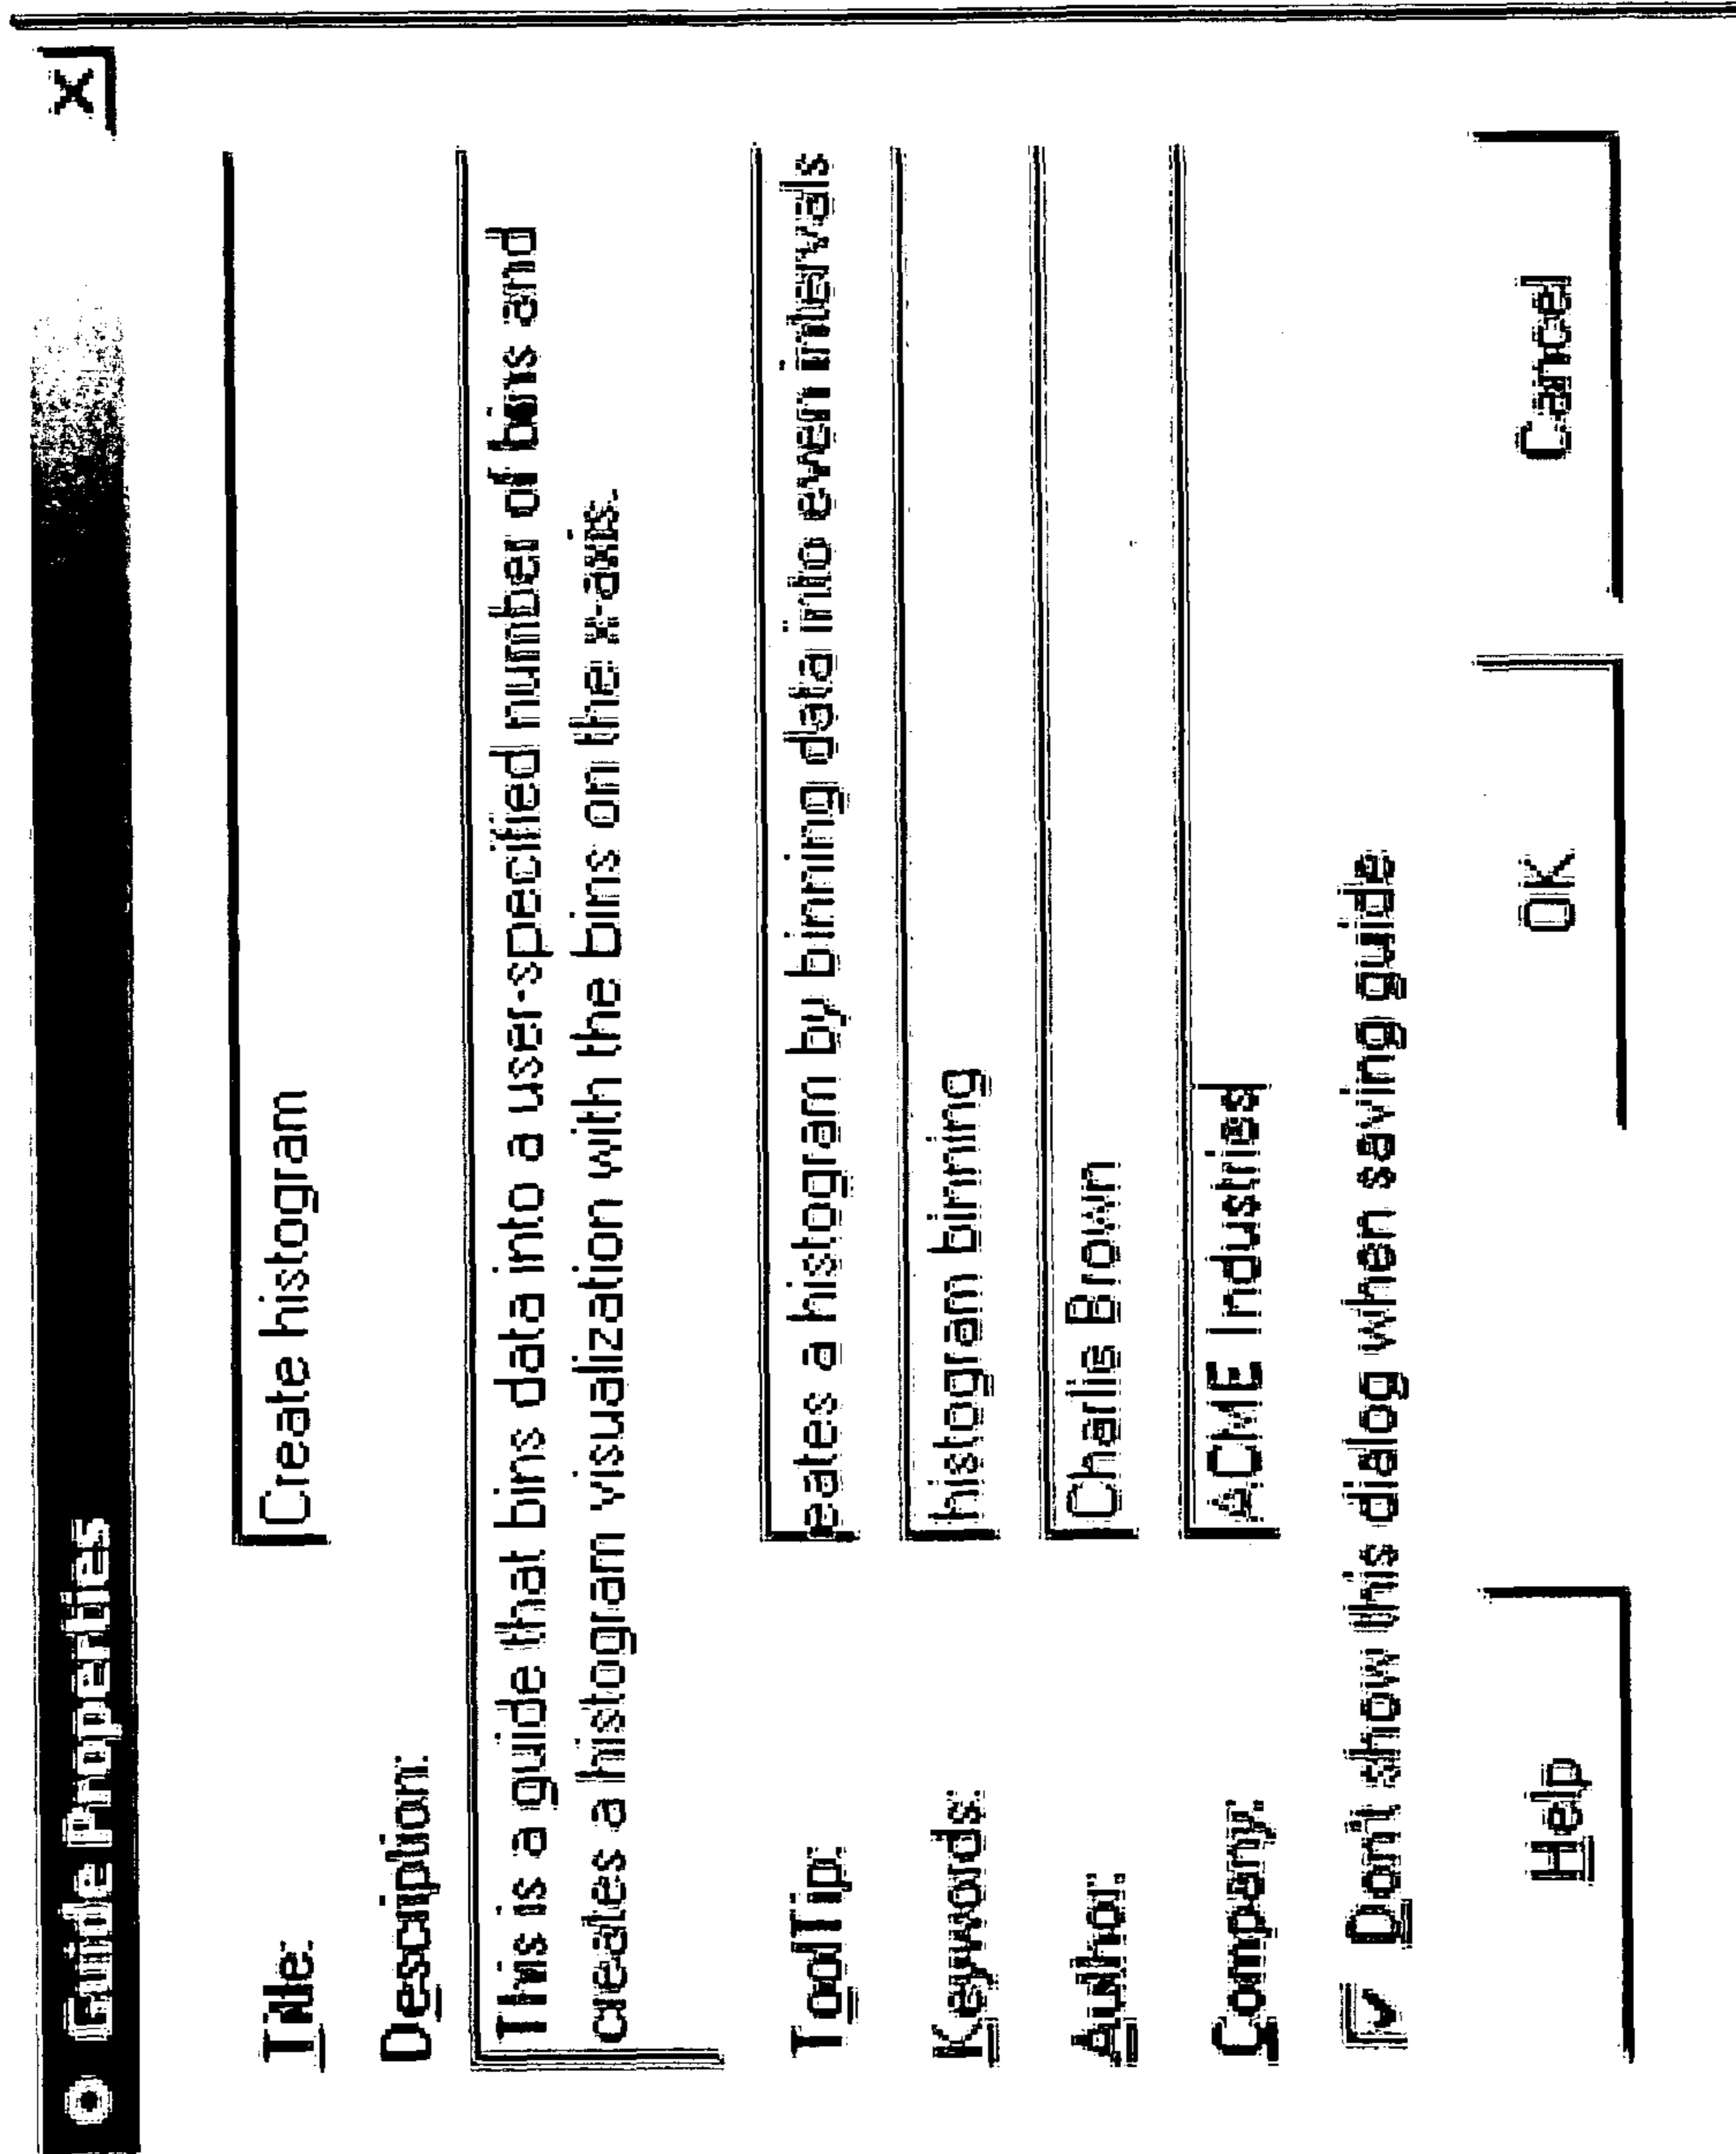 Guide Properties
X
Title:
Create histogram
Description:
This is a guide that bins data into a user-specified number of bins and
creates a histogram visualization with the bins on the x-axis.
ToolTip:
eates a histogram by binning data into even intervals
Keywords:
histogram binning
Author:
Charlie Brown
Company:
ACME Industries
Don't show this dialog when saving guide
Help
OK
Cancel